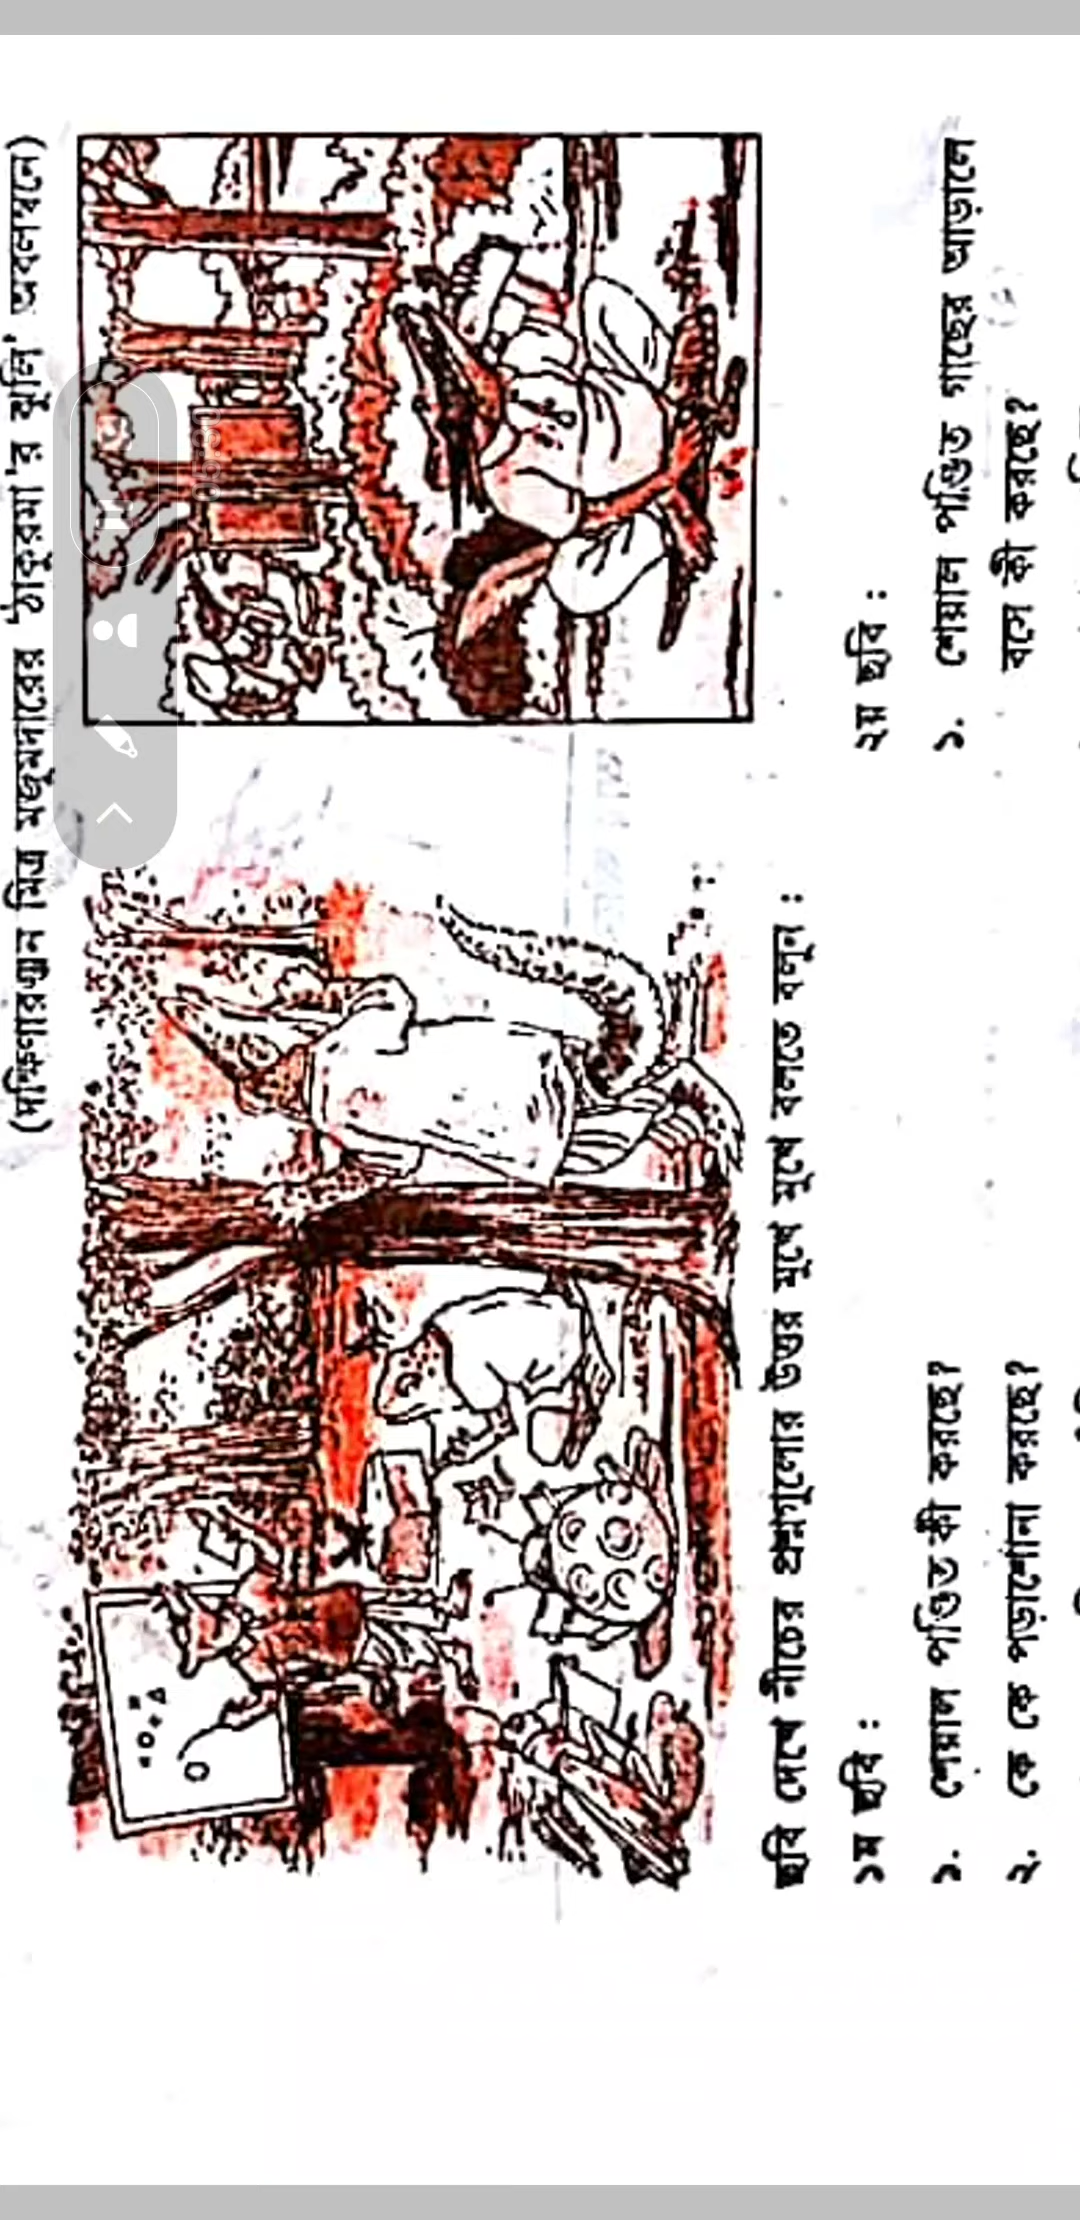 (দক্ষিণারঞ্জন মিত্র মজুমদারের 'ঠাকুরমা'র ঝুলি' অবলম্বনে)
ছবি দেখে নীচের প্রশ্নগুলোর উত্তর মুখে মুখে বলতে বলুন :
১ম ছবি :
১. শেয়াল পণ্ডিত কী করছে?
২. কে কে পড়াশোনা করছে?
২য় ছবি :
১. শেয়াল পণ্ডিত গাছের আড়ালে
বসে কী করছে?